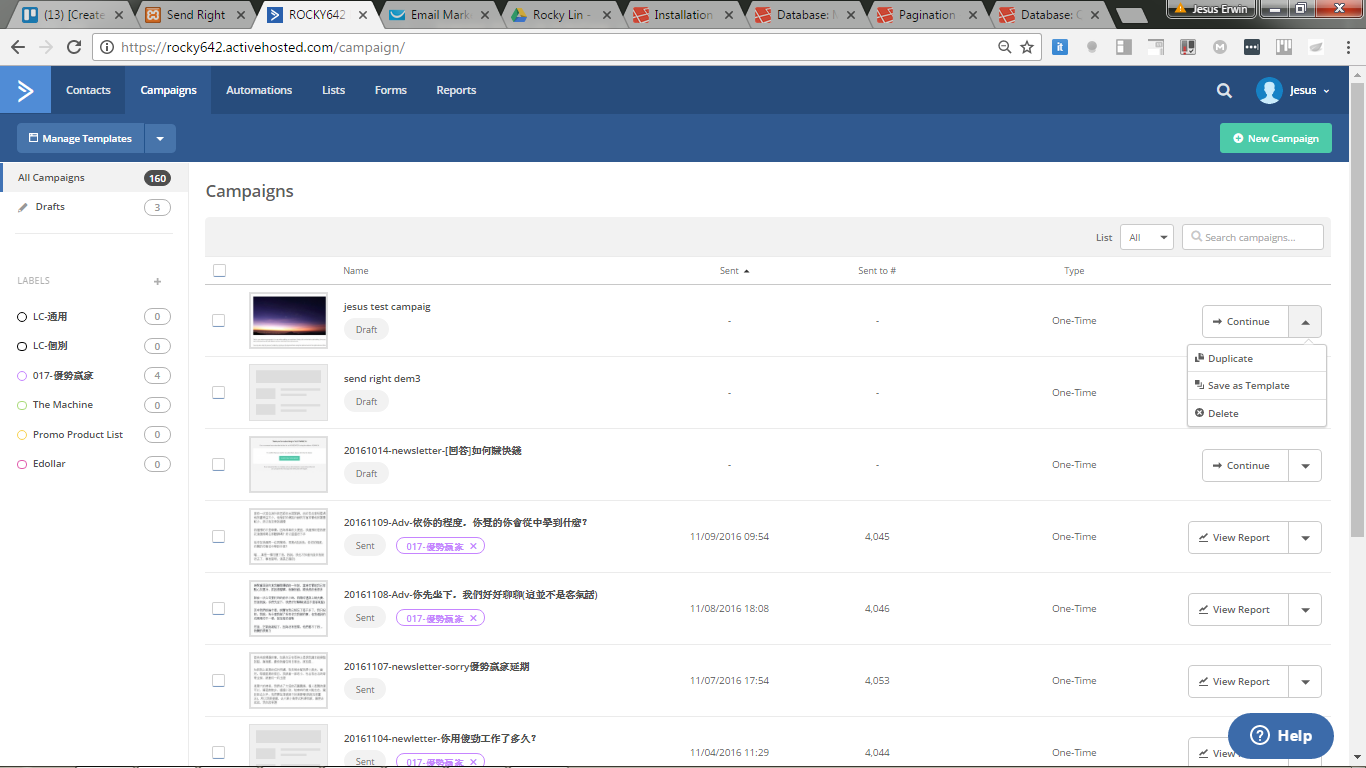 (13) [Create
Send Right
ROCKY642
Email Mark
Rocky Lin -
Installation
Database:
Pagination
Database:
Jesus Erwin
https://rocky642.activehosted.com/campaign/
Contacts
Campaigns
Automations
Lists
Forms
Reports
Jesus
Manage Templates
New Campaign
All Campaigns 160
Drafts 3
LABELS
LC-通用 0
LC-個別 0
017-優勢贏家 4
The Machine 0
Promo Product List 0
Edollar 0
Campaigns
List All Search campaigns...
Name Sent Sent to # Type
jesus test campaig
Draft
- - One-Time Continue
Duplicate
Save as Template
Delete
send right dem3
Draft
- - One-Time
20161014-newsletter-[回答]如何賺快錢
Draft
- - One-Time Continue
20161109-Adv-依你的程度，你覺的你會從中學到什麼?
Sent 017-優勢贏家 ×
11/09/2016 09:54 4,045 One-Time View Report
20161108-Adv-你先坐下，我們好好聊聊(這並不是客氣話)
Sent 017-優勢贏家 ×
11/08/2016 18:08 4,046 One-Time View Report
20161107-newsletter-sorry優勢贏家延期
Sent
11/07/2016 17:54 4,053 One-Time View Report
20161104-newletter-你用傻勁工作了多久?
Sent 017-優勢贏家 ×
11/04/2016 11:29 4,044 One-Time
Help